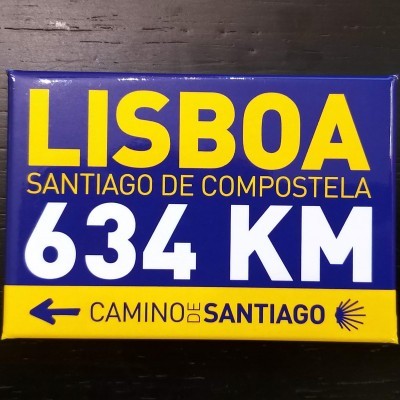 LISBOA
SANTIAGO DE COMPOSTELA
634 KM
CAMINO DE SANTIAGO